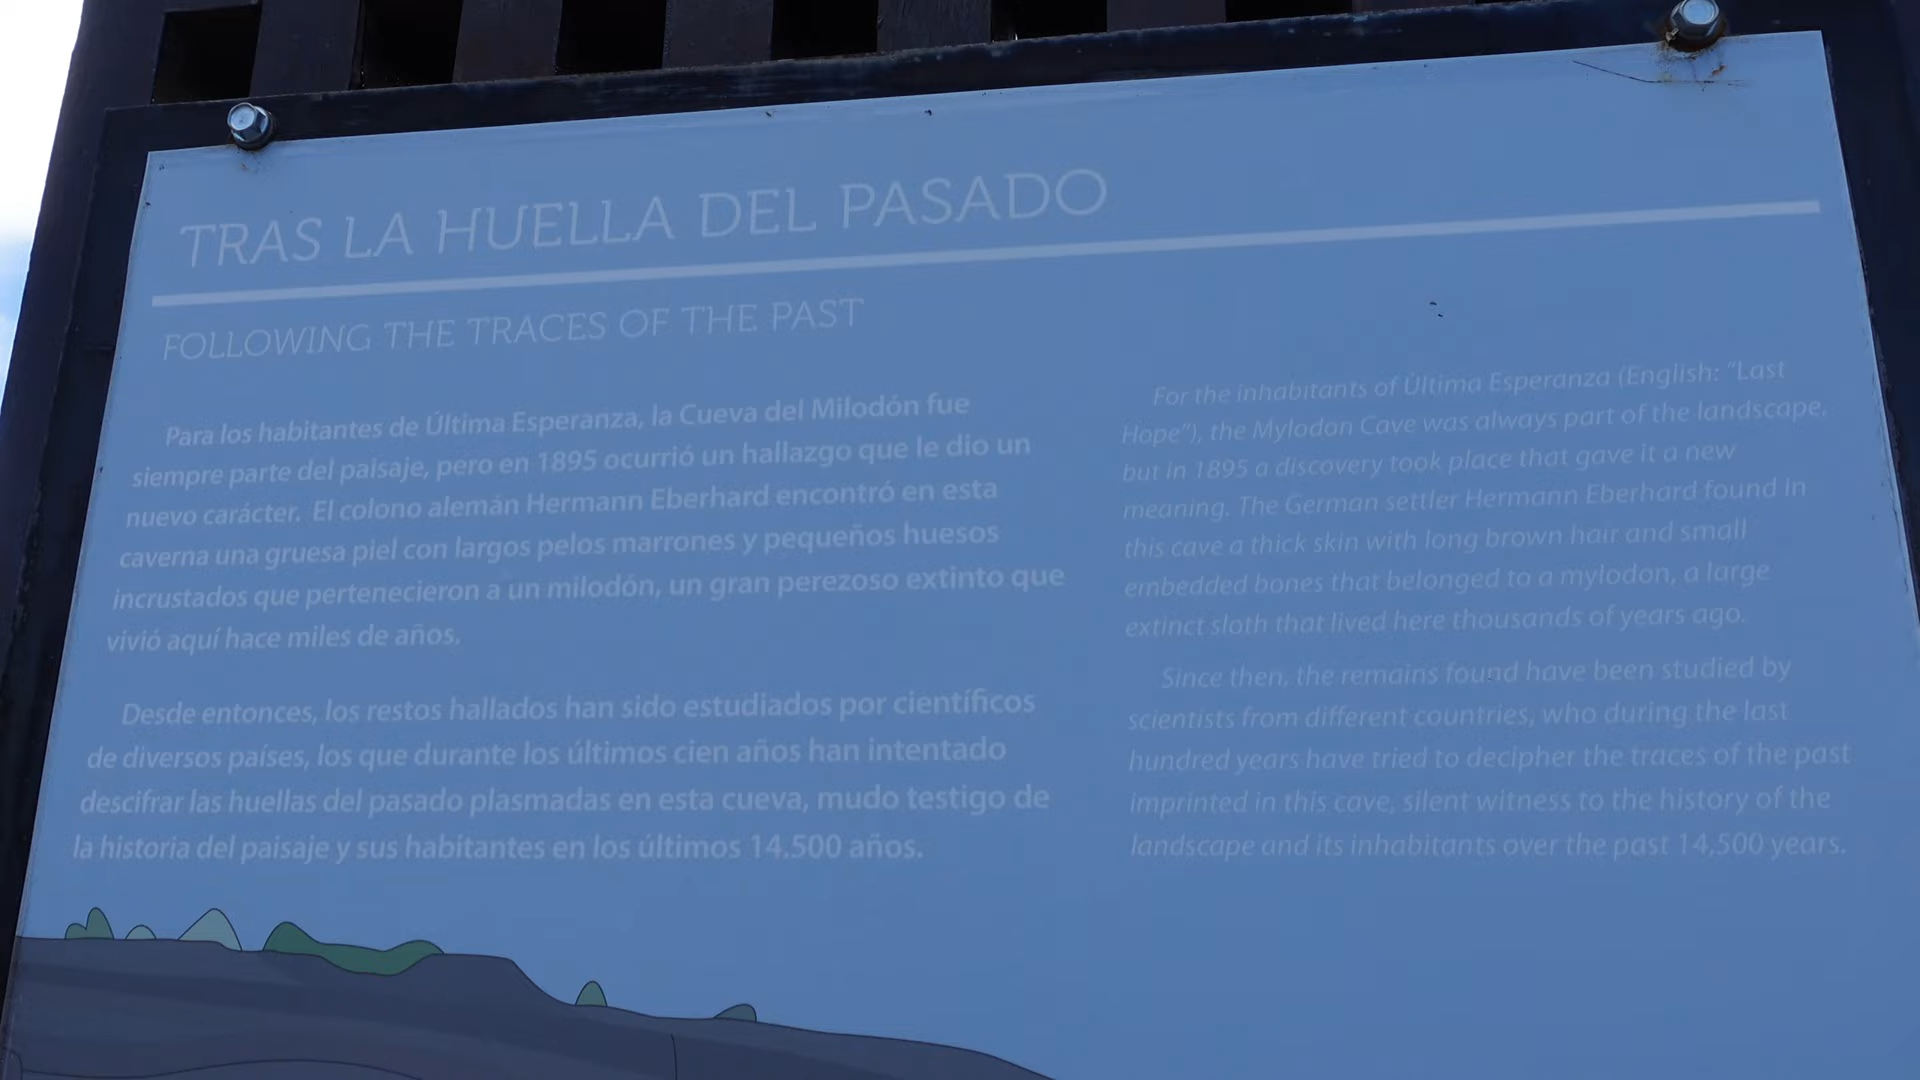 TRAS LA HUELLA DEL PASADO
FOLLOWING THE TRACES OF THE PAST
Para los habitantes de Última Esperanza, la Cueva del Milodón fue
siempre parte del paisaje, pero en 1895 ocurrió un hallazgo que le dio un
nuevo carácter. El colono alemán Hermann Eberhard encontró en esta
caverna una gruesa piel con largos pelos marrones y pequeños huesos
incrustados que pertenecieron a un milodón, un gran perezoso extinto que
vivió aquí hace miles de años.
Desde entonces, los restos hallados han sido estudiados por científicos
de diversos países, los que durante los últimos cien años han intentado
descifrar las huellas del pasado plasmadas en esta cueva, mudo testigo de
la historia del paisaje y sus habitantes en los últimos 14.500 años.
For the inhabitants of Última Esperanza (English: "Last
Hope"), the Mylodon Cave was always part of the landscape,
but in 1895 a discovery took place that gave it a new
meaning. The German settler Hermann Eberhard found in
this cave a thick skin with long brown hair and small
embedded bones that belonged to a mylodon, a large
extinct sloth that lived here thousands of years ago.
Since then, the remains found have been studied by
scientists from different countries, who during the last
hundred years have tried to decipher the traces of the past
imprinted in this cave, silent witness to the history of the
landscape and its inhabitants over the past 14,500 years.